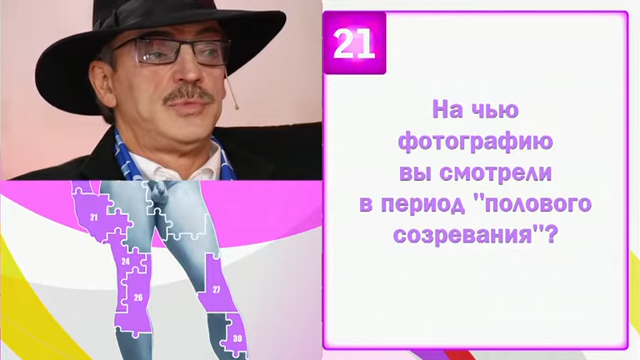 21
На чью
фотографию
вы смотрели
в период "полового
созревания"?
21
24
26
27
30